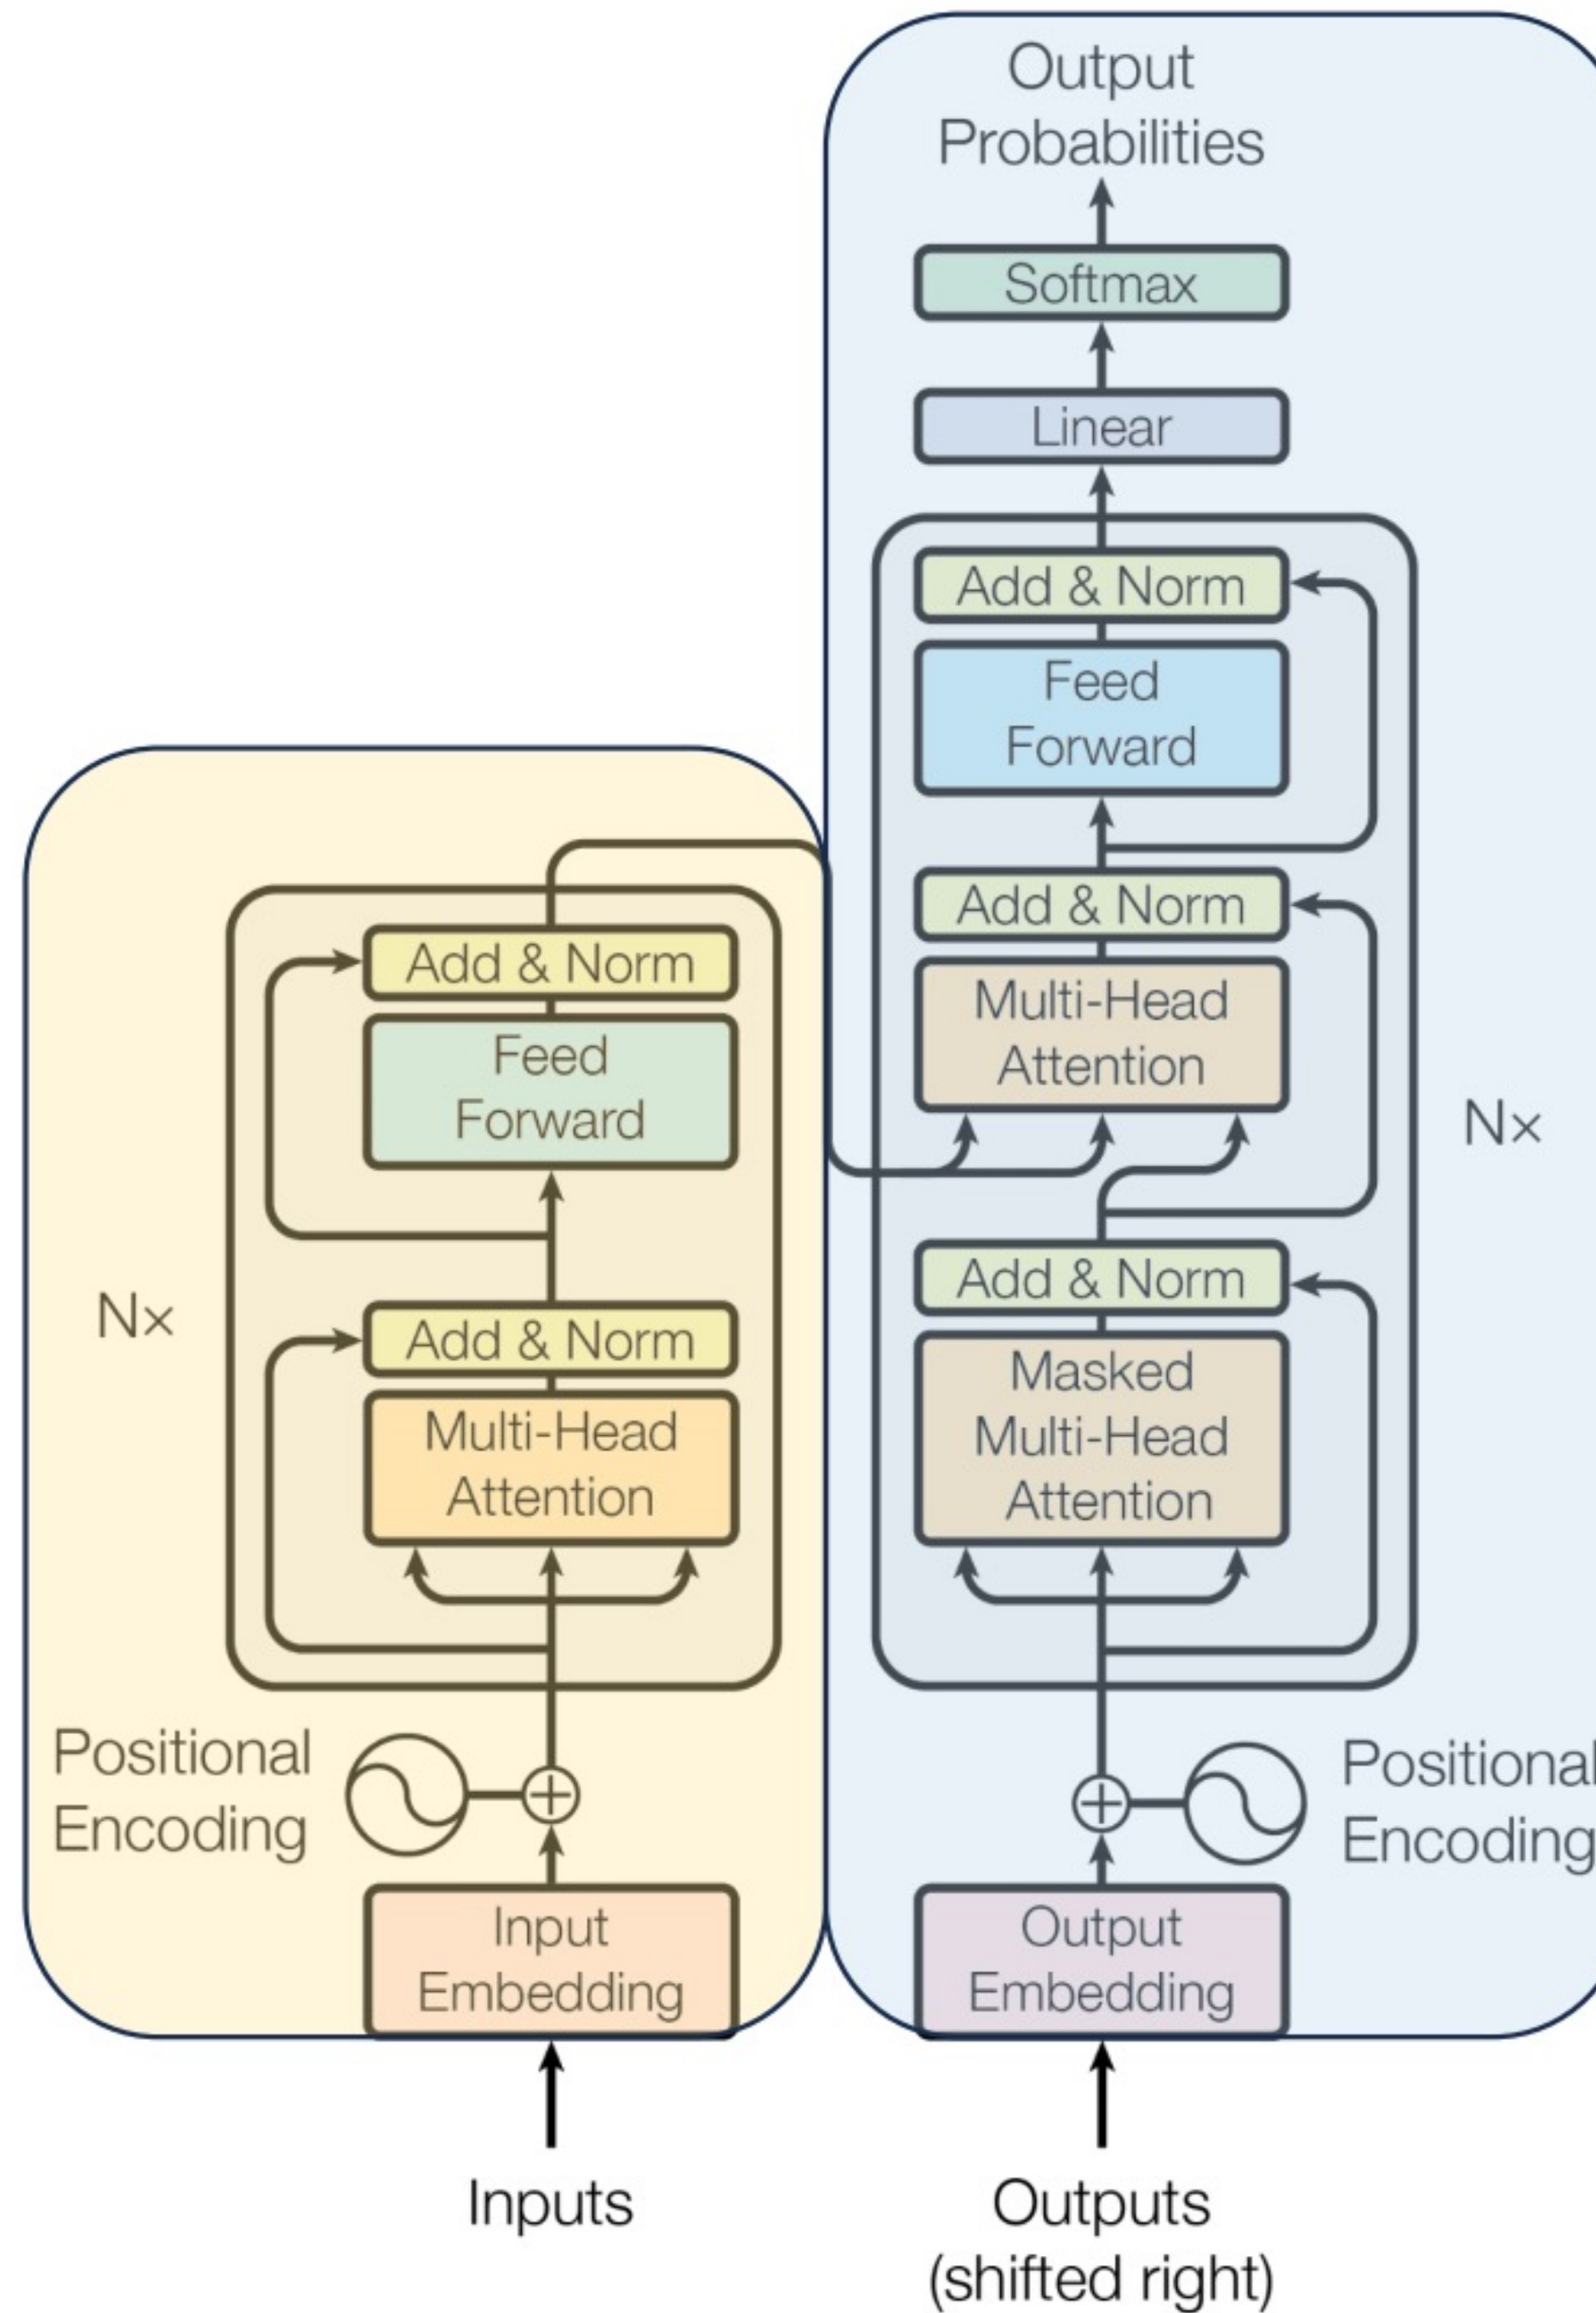 Output
Probabilities
Softmax
Linear
Add & Norm
Feed
Forward
Add & Norm
Multi-Head
Attention
N×
Add & Norm
Masked
Multi-Head
Attention
Positional
Encoding
Output
Embedding
Outputs
(shifted right)
Add & Norm
Feed
Forward
N×
Add & Norm
Multi-Head
Attention
Positional
Encoding
Input
Embedding
Inputs